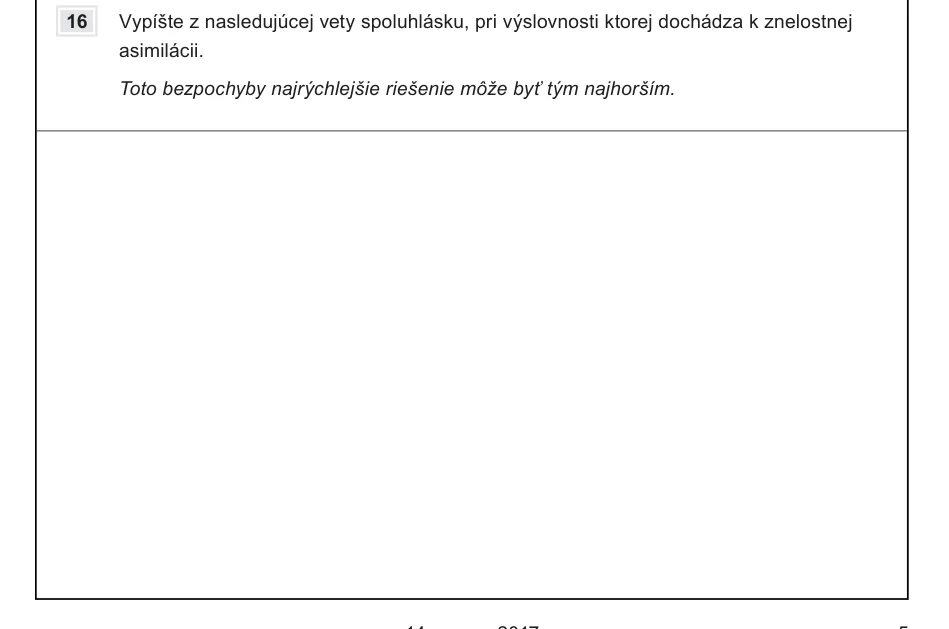 16 Vypíšte z nasledujúcej vety spoluhlásku, pri výslovnosti ktorej dochádza k znelostnej
asimilácii.
Toto bezpochyby najrýchlejšie riešenie môže byť tým najhorším.